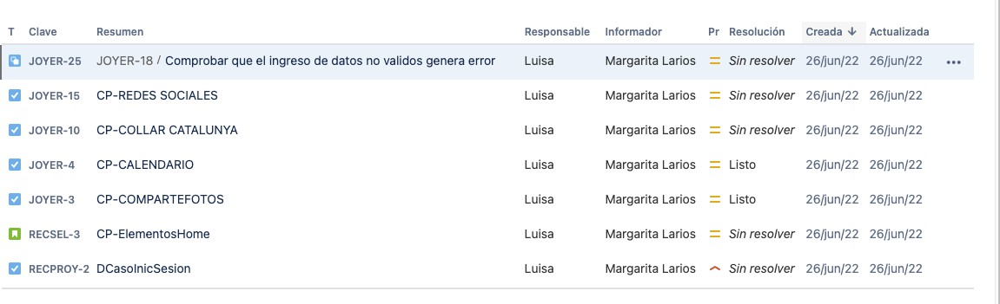 T Clave Resumen Responsable Informador Pr Resolución Creada ↓ Actualizada
JOYER-25 JOYER-18 / Comprobar que el ingreso de datos no validos genera error Luisa Margarita Larios Sin resolver 26/jun/22 26/jun/22 •••
JOYER-15 CP-REDES SOCIALES Luisa Margarita Larios Sin resolver 26/jun/22 26/jun/22
JOYER-10 CP-COLLAR CATALUNYA Luisa Margarita Larios Sin resolver 26/jun/22 26/jun/22
JOYER-4 CP-CALENDARIO Luisa Margarita Larios Listo 26/jun/22 26/jun/22
JOYER-3 CP-COMPARTEFOTOS Luisa Margarita Larios Listo 26/jun/22 26/jun/22
RECSEL-3 CP-ElementosHome Luisa Margarita Larios Sin resolver 26/jun/22 26/jun/22
RECPROY-2 DCasoInicSesion Luisa Margarita Larios Sin resolver 26/jun/22 26/jun/22